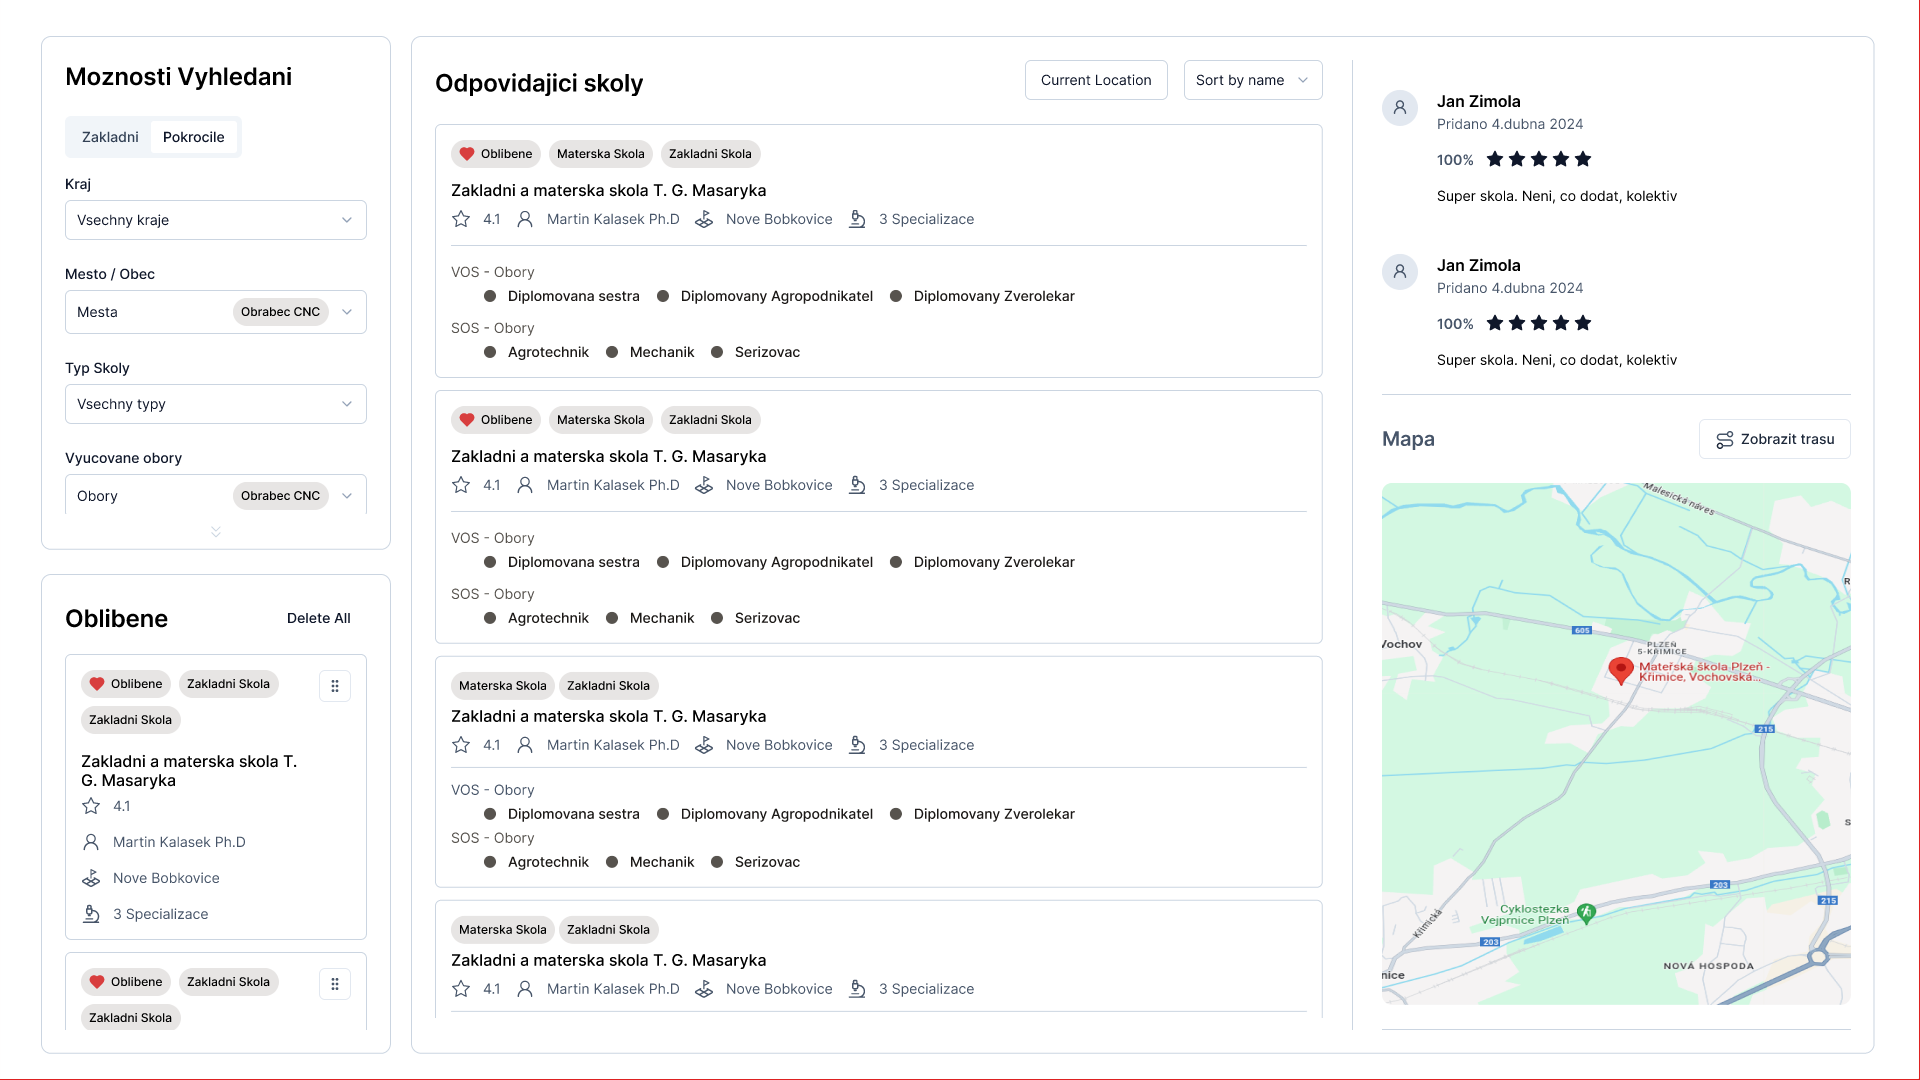 Moznosti Vyhledani
Zakladni
Pokrocile
Kraj
Vsechny kraje
Mesto / Obec
Mesta
Obrabec CNC
Typ Skoly
Vsechny typy
Vyucovane obory
Obory
Obrabec CNC
Oblibene
Delete All
Oblibene
Zakladni Skola
Zakladni Skola
Zakladni a materska skola T.
G. Masaryka
4.1
Martin Kalasek Ph.D
Nove Bobkovice
3 Specializace
Oblibene
Zakladni Skola
Zakladni Skola
Odpovidajici skoly
Current Location
Sort by name
Oblibene
Materska Skola
Zakladni Skola
Zakladni a materska skola T. G. Masaryka
4.1
Martin Kalasek Ph.D
Nove Bobkovice
3 Specializace
VOS - Obory
Diplomovana sestra
Diplomovany Agropodnikatel
Diplomovany Zverolekar
SOS - Obory
Agrotechnik
Mechanik
Serizovac
Oblibene
Materska Skola
Zakladni Skola
Zakladni a materska skola T. G. Masaryka
4.1
Martin Kalasek Ph.D
Nove Bobkovice
3 Specializace
VOS - Obory
Diplomovana sestra
Diplomovany Agropodnikatel
Diplomovany Zverolekar
SOS - Obory
Agrotechnik
Mechanik
Serizovac
Materska Skola
Zakladni Skola
Zakladni a materska skola T. G. Masaryka
4.1
Martin Kalasek Ph.D
Nove Bobkovice
3 Specializace
VOS - Obory
Diplomovana sestra
Diplomovany Agropodnikatel
Diplomovany Zverolekar
SOS - Obory
Agrotechnik
Mechanik
Serizovac
Materska Skola
Zakladni Skola
Zakladni a materska skola T. G. Masaryka
4.1
Martin Kalasek Ph.D
Nove Bobkovice
3 Specializace
Jan Zimola
Pridano 4.dubna 2024
100%
Super skola. Neni, co dodat, kolektiv
Jan Zimola
Pridano 4.dubna 2024
100%
Super skola. Neni, co dodat, kolektiv
Mapa
Zobrazit trasu
Malesická náves
R
605
Vochov
PLZEŇ
5-KŘIMICE
Mateřská škola Plzeň -
Křimice, Vochovská...
215
S
203
215
Cyklostezka
Vejprnice Plzeň
Křimická
203
NOVÁ HOSPODA
nice